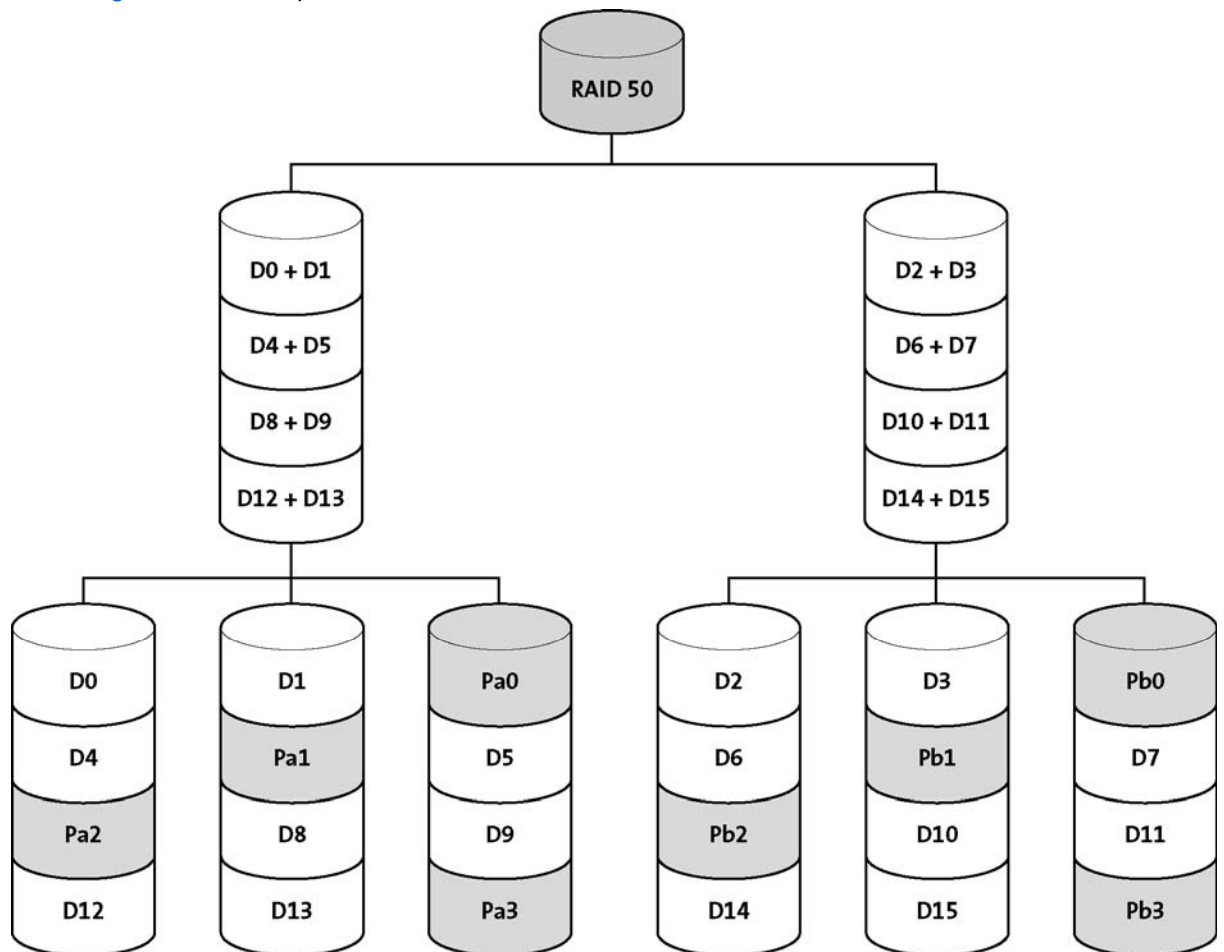 RAID 50
D0 + D1
D2 + D3
D4 + D5
D6 + D7
D8 + D9
D10 + D11
D12 + D13
D14 + D15
D0 D1 Pa0 D2 D3 Pb0
D4 Pa1 D5 D6 Pb1 D7
Pa2 D8 D9 Pb2 D10 D11
D12 D13 Pa3 D14 D15 Pb3